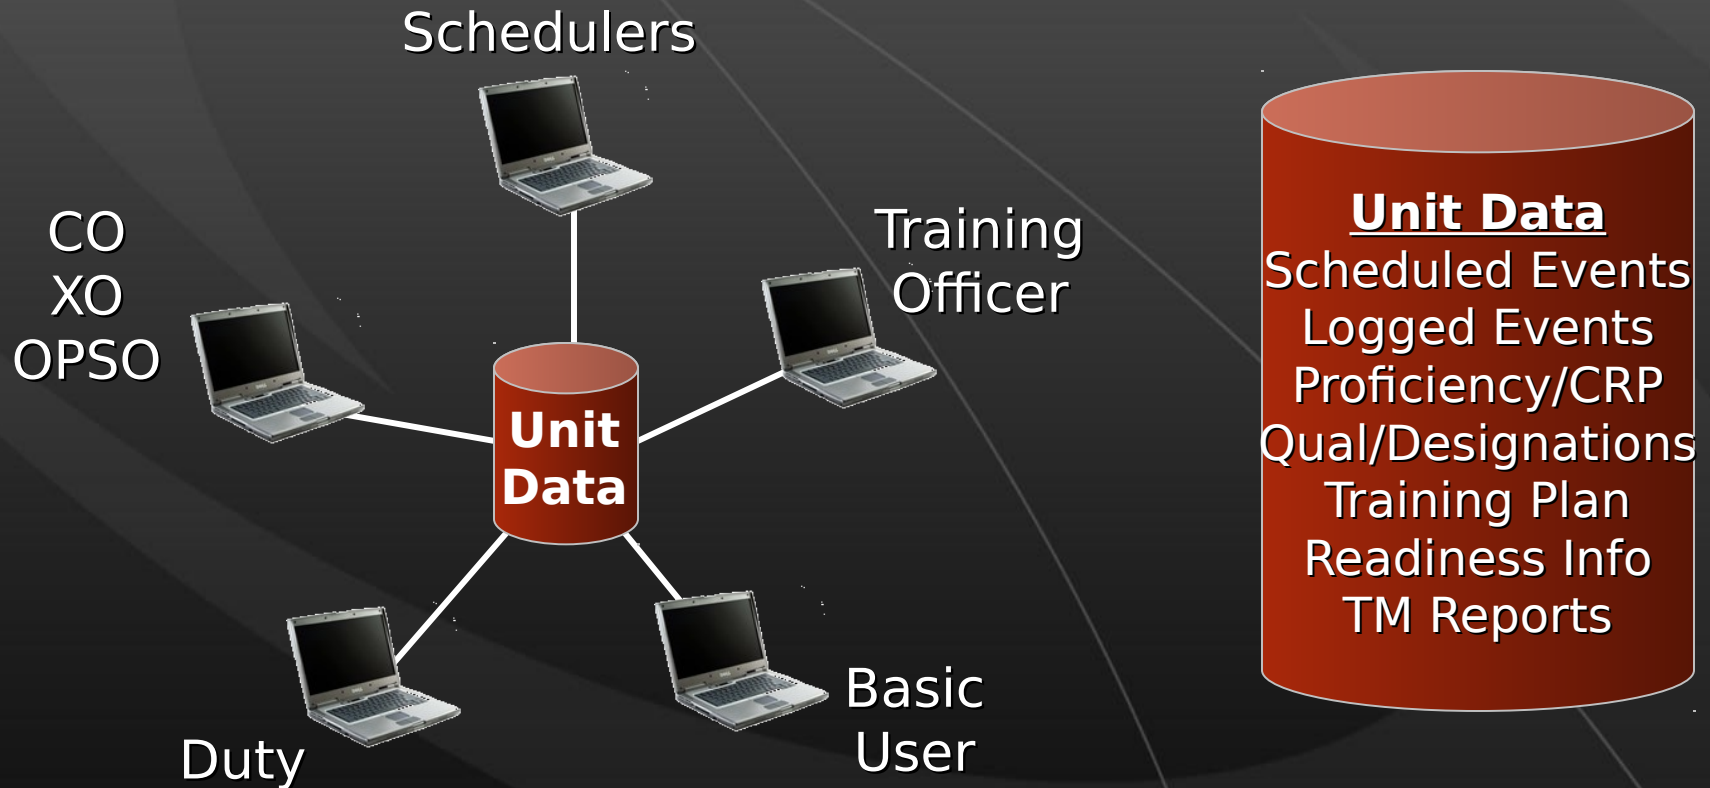 Schedulers
CO
XO
OPSO
Training
Officer
Unit
Data
Duty
Basic
User
Unit Data
Scheduled Events
Logged Events
Proficiency/CRP
Qual/Designations
Training Plan
Readiness Info
TM Reports